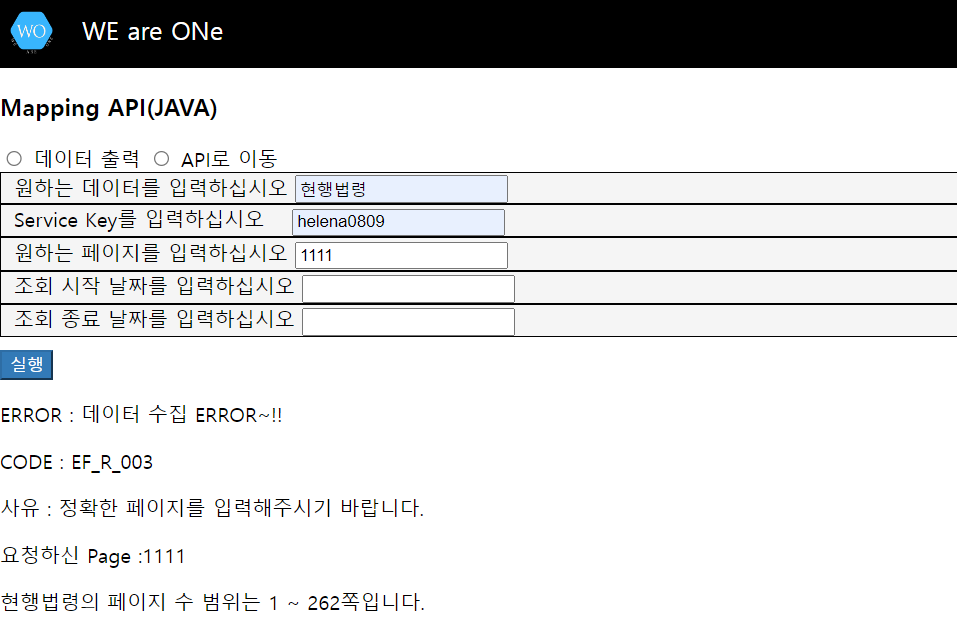 WO WE are ONe
Mapping API(JAVA)
데이터 출력 API로 이동
원하는 데이터를 입력하십시오 현행법령
Service Key를 입력하십시오 helena0809
원하는 페이지를 입력하십시오 1111
조회 시작 날짜를 입력하십시오
조회 종료 날짜를 입력하십시오
실행
ERROR : 데이터 수집 ERROR~!!
CODE : EF_R_003
사유 : 정확한 페이지를 입력해주시기 바랍니다.
요청하신 Page :1111
현행법령의 페이지 수 범위는 1 ~ 262쪽입니다.